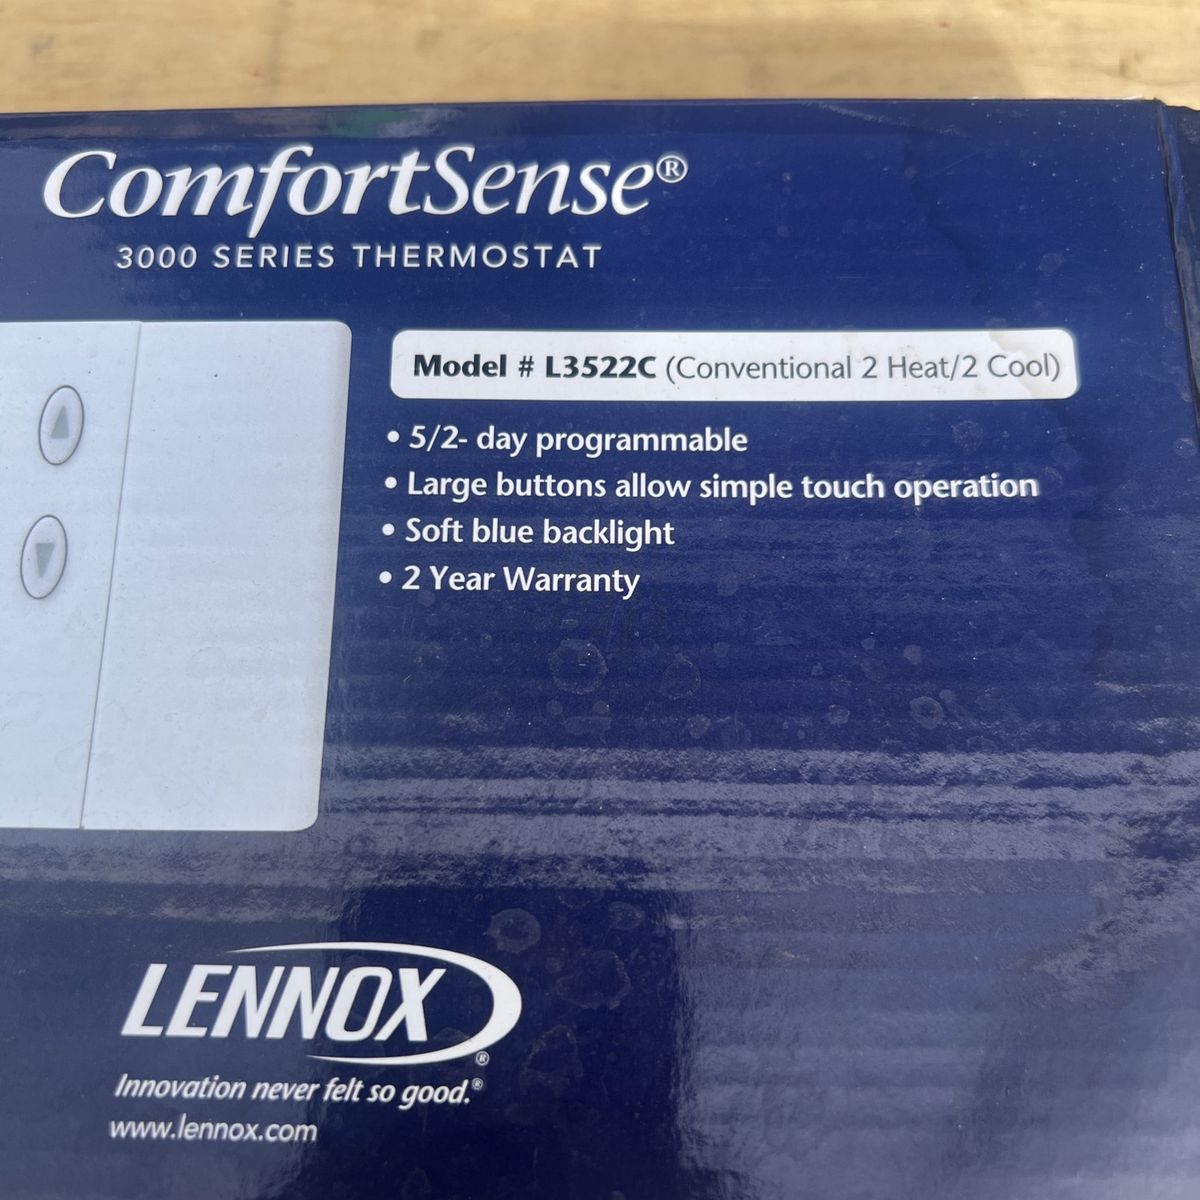 ComfortSense®
3000 SERIES THERMOSTAT
Model # L3522C (Conventional 2 Heat/2 Cool)
• 5/2- day programmable
• Large buttons allow simple touch operation
• Soft blue backlight
• 2 Year Warranty
LENNOX®
Innovation never felt so good.®
www.lennox.com